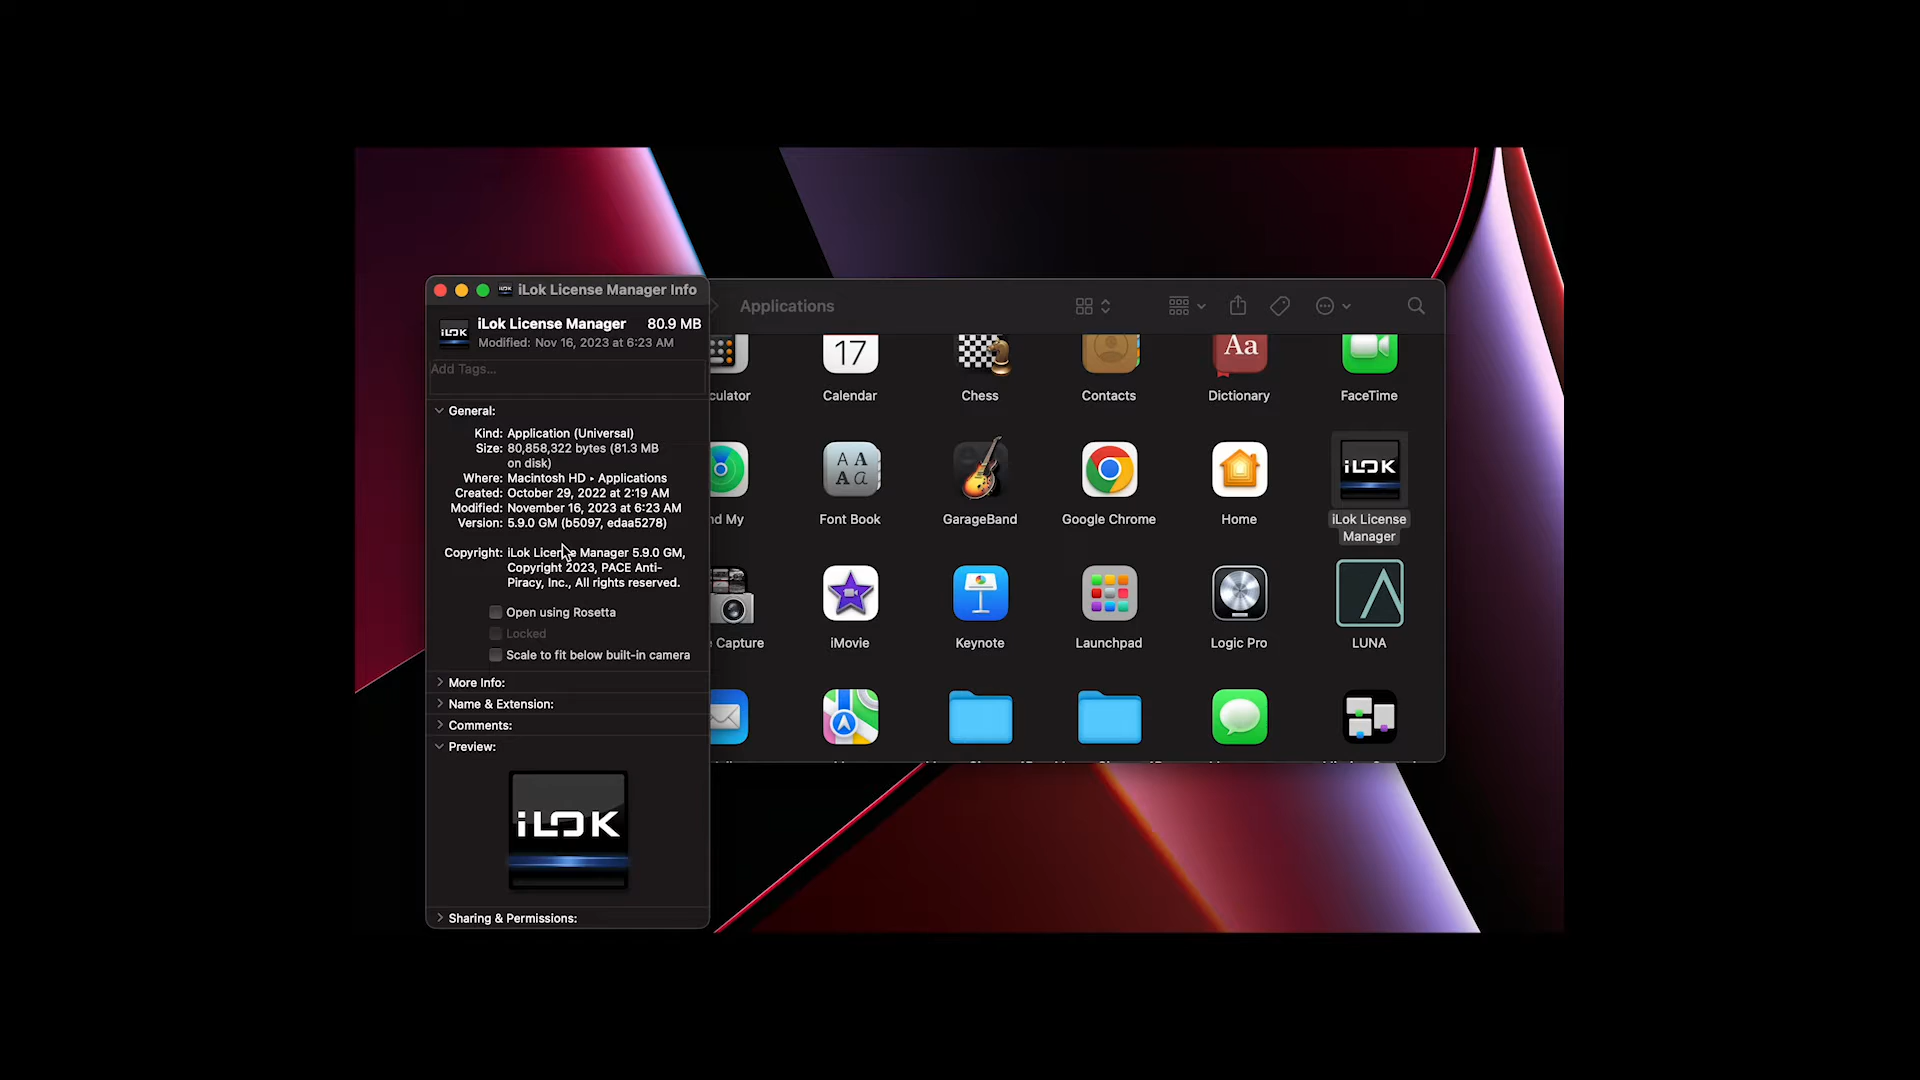 iLok License Manager Info
iLok License Manager 80.9 MB
Modified: Nov 16, 2023 at 6:23 AM
Add Tags...
General:
Kind: Application (Universal)
Size: 80,858,322 bytes (81.3 MB
on disk)
Where: Macintosh HD ▸ Applications
Created: October 29, 2022 at 2:19 AM
Modified: November 16, 2023 at 6:23 AM
Version: 5.9.0 GM (b5097, edaa5278)
Copyright: iLok License Manager 5.9.0 GM,
Copyright 2023, PACE Anti-
Piracy, Inc., All rights reserved.
Open using Rosetta
Locked
Scale to fit below built-in camera
More Info:
Name & Extension:
Comments:
Preview:
iLOK
Sharing & Permissions:
Applications
17
Aa
culator
Calendar
Chess
Contacts
Dictionary
FaceTime
A A
A a
iLOK
nd My
Font Book
GarageBand
Google Chrome
Home
iLok License
Manager
e Capture
iMovie
Keynote
Launchpad
Logic Pro
LUNA